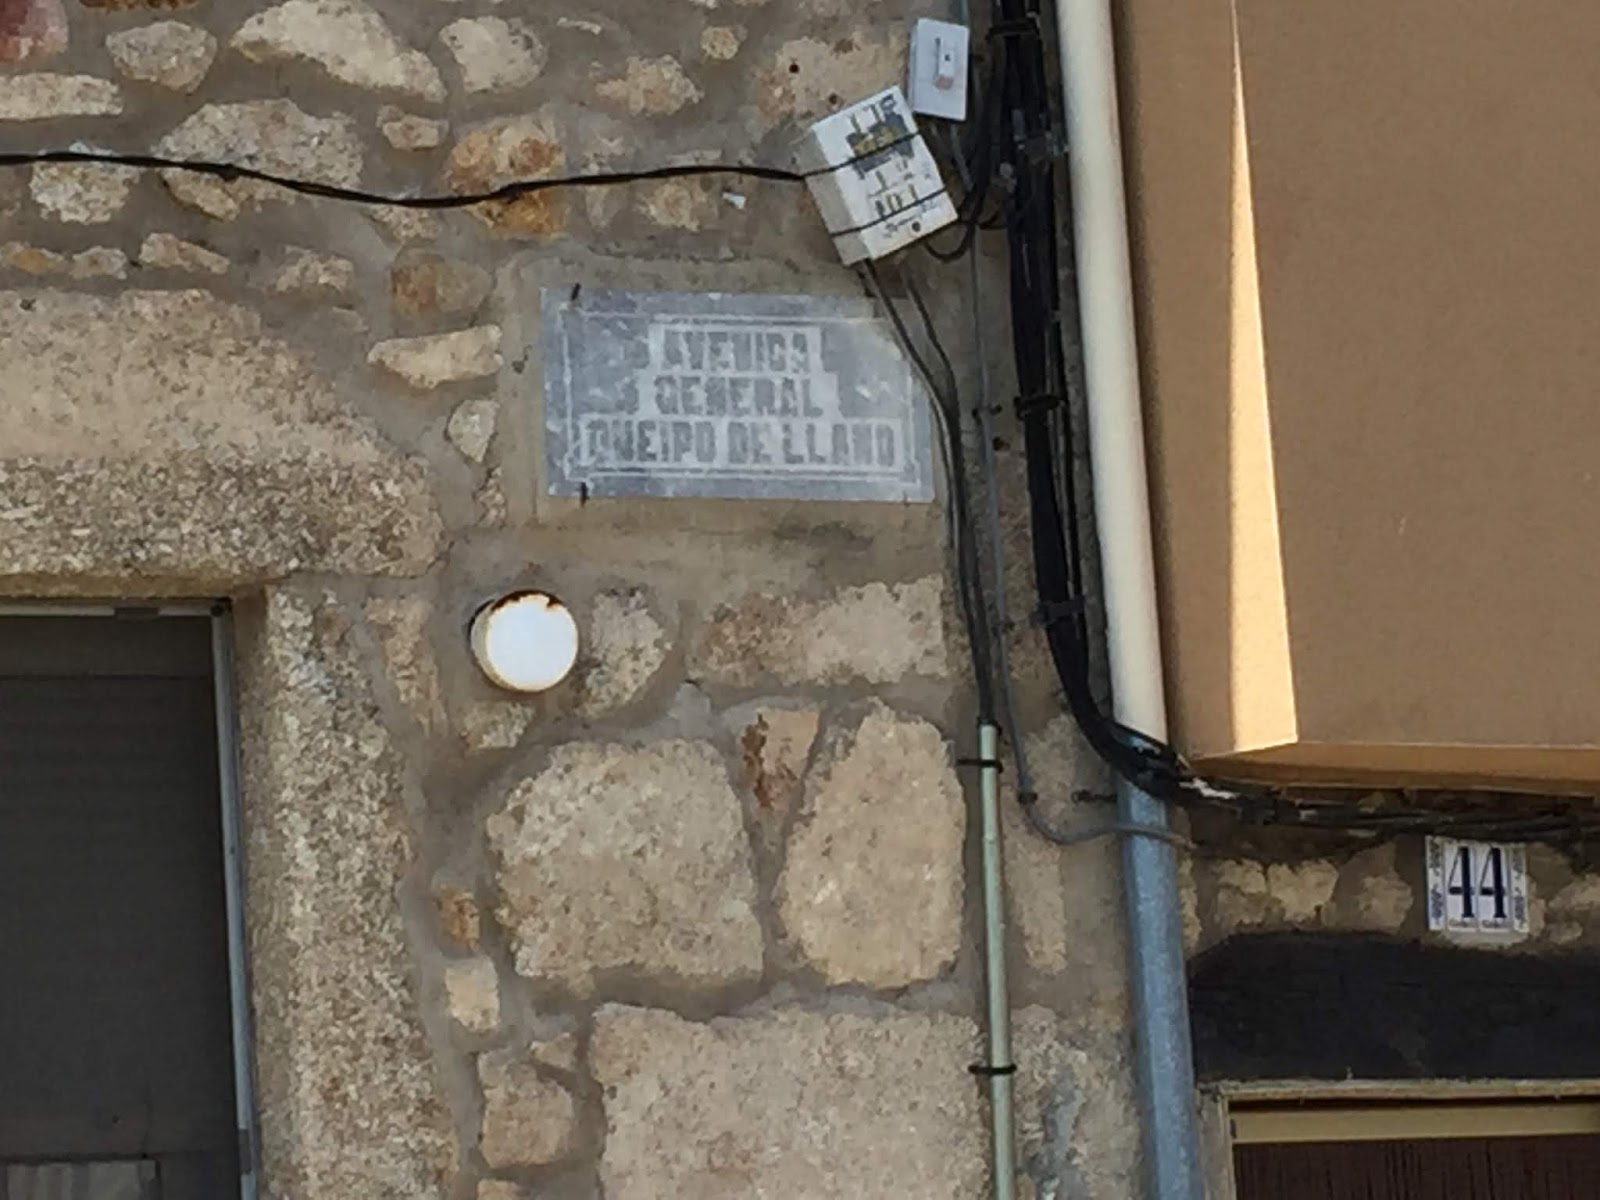 AVENIDA
GENERAL
QUEIPO DE LLANO
44